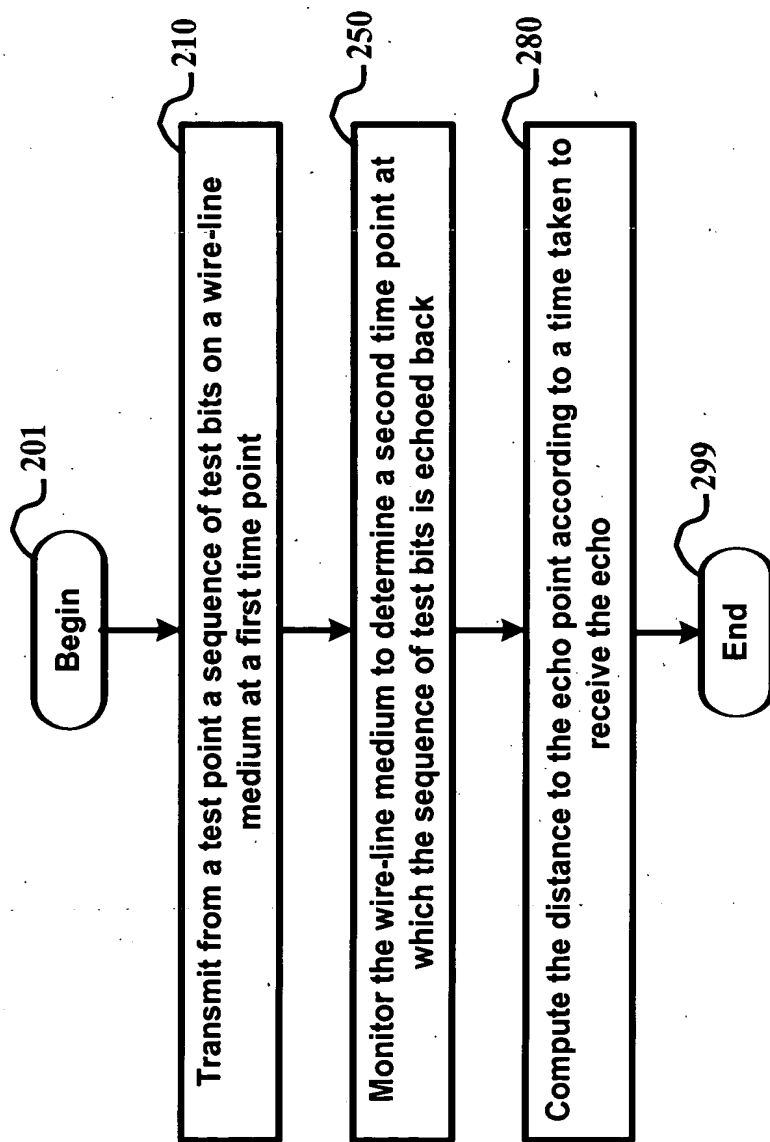 Begin
201
Transmit from a test point a sequence of test bits on a wire-line
medium at a first time point
210
Monitor the wire-line medium to determine a second time point at
which the sequence of test bits is echoed back
250
Compute the distance to the echo point according to a time taken to
receive the echo
280
End
299